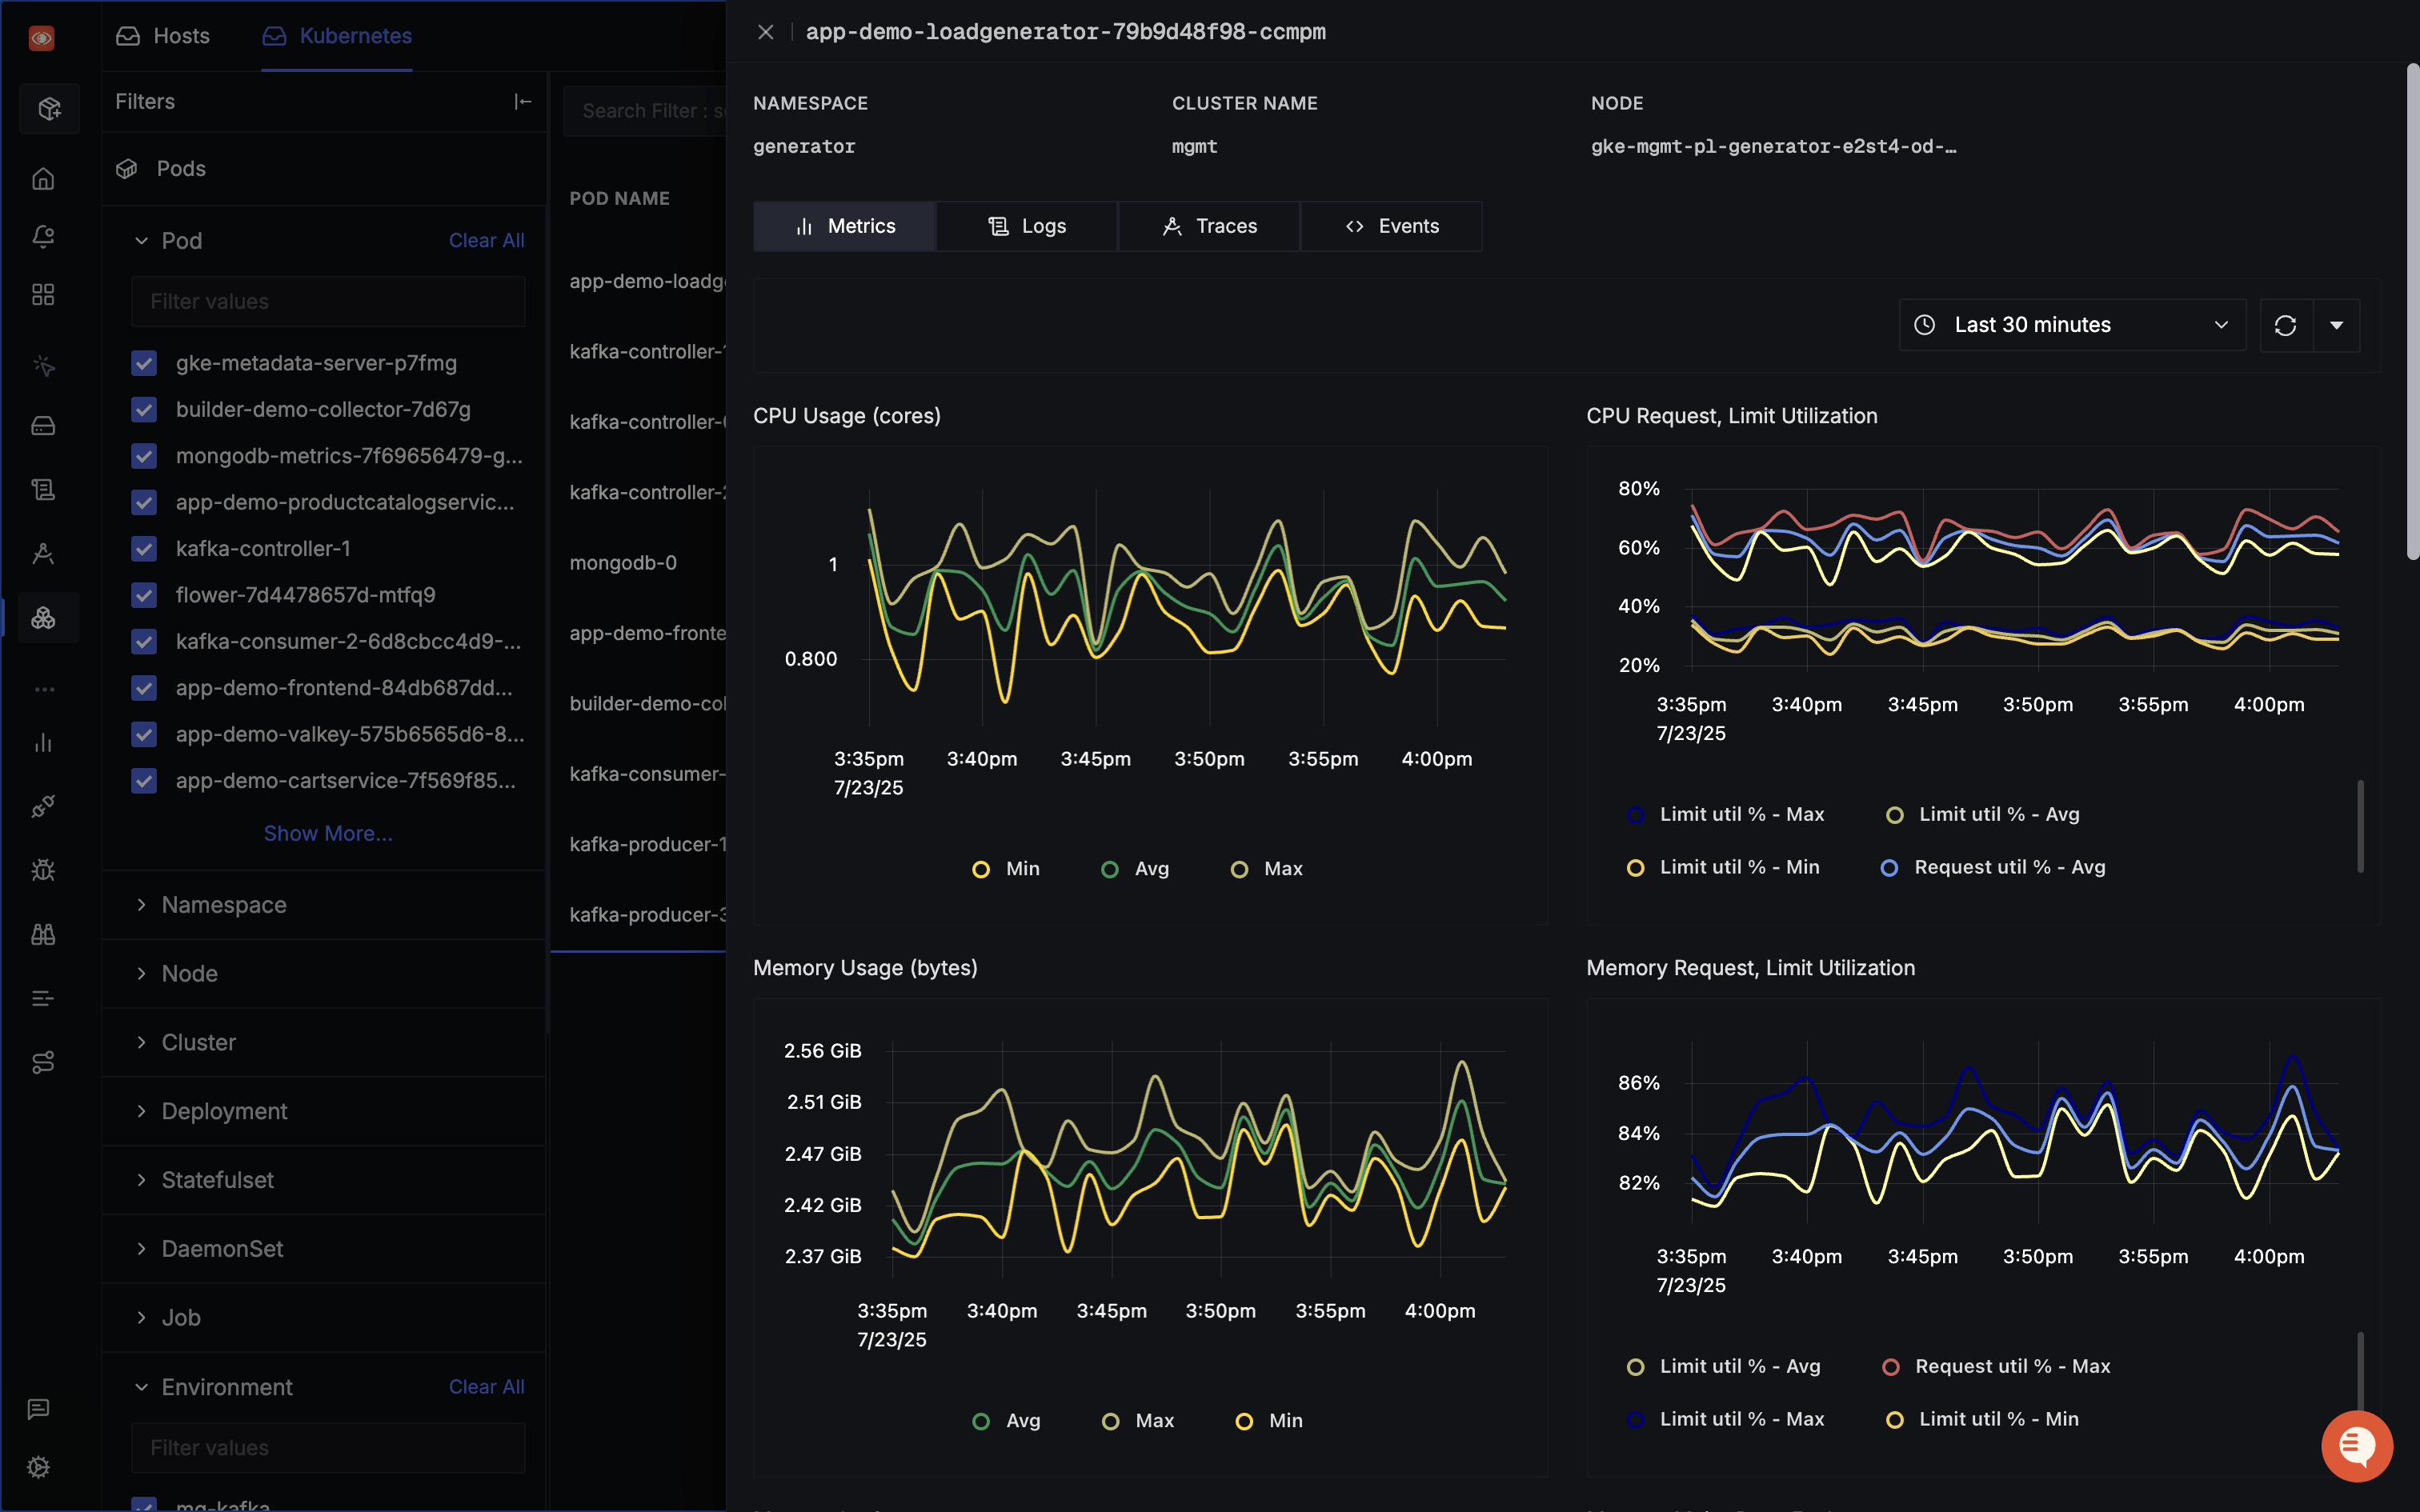 Hosts
Kubernetes
Filters
Pods
Pod
Clear All
Filter values
gke-metadata-server-p7fmg
builder-demo-collector-7d67g
mongodb-metrics-7f69656479-g...
app-demo-productcatalogservic...
kafka-controller-1
flower-7d4478657d-mtfq9
kafka-consumer-2-6d8cbcc4d9-...
app-demo-frontend-84db687dd...
app-demo-valkey-575b6565d6-8...
app-demo-cartservice-7f569f85...
Show More...
Namespace
Node
Cluster
Deployment
Statefulset
DaemonSet
Job
Environment
Clear All
Filter values
mq-kafka
Search Filter :
POD NAME
app-demo-loadg
kafka-controller-
kafka-controller-
kafka-controller-2
mongodb-0
app-demo-fronte
builder-demo-col
kafka-consumer-
kafka-producer-1
kafka-producer-3
app-demo-loadgenerator-79b9d48f98-ccmpm
NAMESPACE
CLUSTER NAME
NODE
generator
mgmt
gke-mgmt-pl-generator-e2st4-od-…
Metrics
Logs
Traces
Events
Last 30 minutes
CPU Usage (cores)
1
0.800
3:35pm 3:40pm 3:45pm 3:50pm 3:55pm 4:00pm
7/23/25
Min Avg Max
CPU Request, Limit Utilization
80%
60%
40%
20%
3:35pm 3:40pm 3:45pm 3:50pm 3:55pm 4:00pm
7/23/25
Limit util % - Max Limit util % - Avg
Limit util % - Min Request util % - Avg
Memory Usage (bytes)
2.56 GiB
2.51 GiB
2.47 GiB
2.42 GiB
2.37 GiB
3:35pm 3:40pm 3:45pm 3:50pm 3:55pm 4:00pm
7/23/25
Avg Max Min
Memory Request, Limit Utilization
86%
84%
82%
3:35pm 3:40pm 3:45pm 3:50pm 3:55pm 4:00pm
7/23/25
Limit util % - Avg Request util % - Max
Limit util % - Max Limit util % - Min